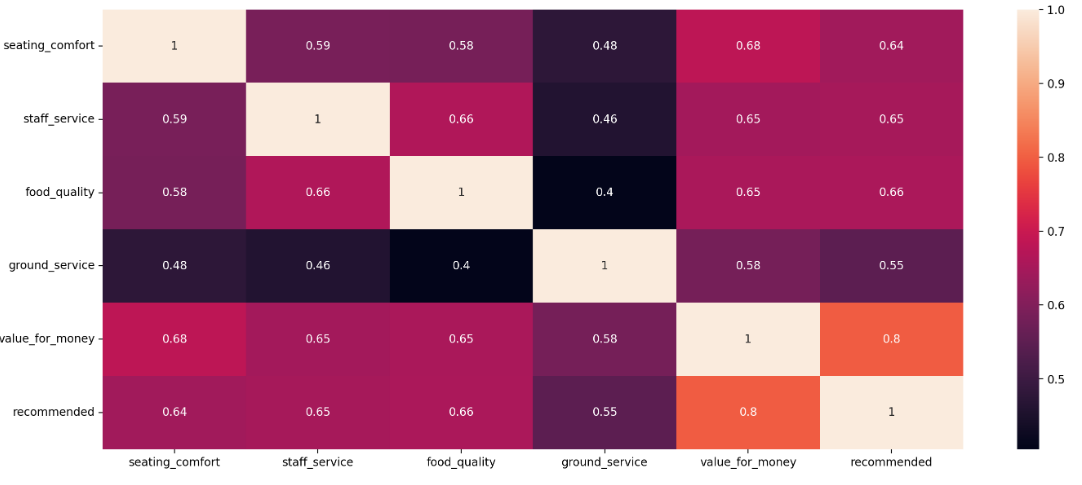 seating_comfort 1 0.59 0.58 0.48 0.68 0.64
staff_service 0.59 1 0.66 0.46 0.65 0.65
food_quality 0.58 0.66 1 0.4 0.65 0.66
ground_service 0.48 0.46 0.4 1 0.58 0.55
value_for_money 0.68 0.65 0.65 0.58 1 0.8
recommended 0.64 0.65 0.66 0.55 0.8 1
seating_comfort staff_service food_quality ground_service value_for_money recommended
1.0
0.9
0.8
0.7
0.6
0.5